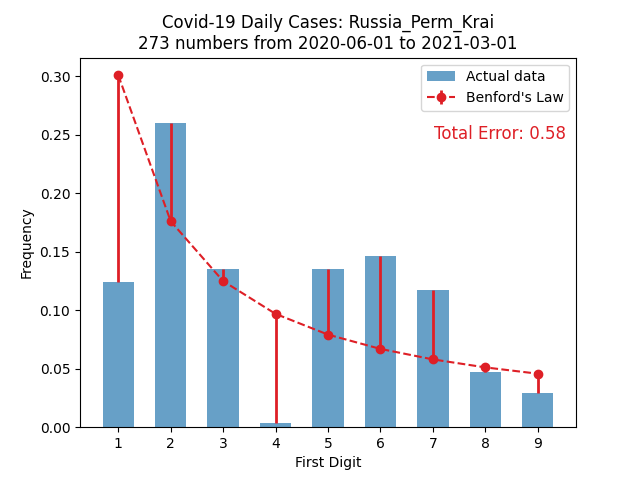 Covid-19 Daily Cases: Russia_Perm_Krai
273 numbers from 2020-06-01 to 2021-03-01
Actual data
Benford's Law
Total Error: 0.58
Frequency
0.30
0.25
0.20
0.15
0.10
0.05
0.00
1 2 3 4 5 6 7 8 9
First Digit